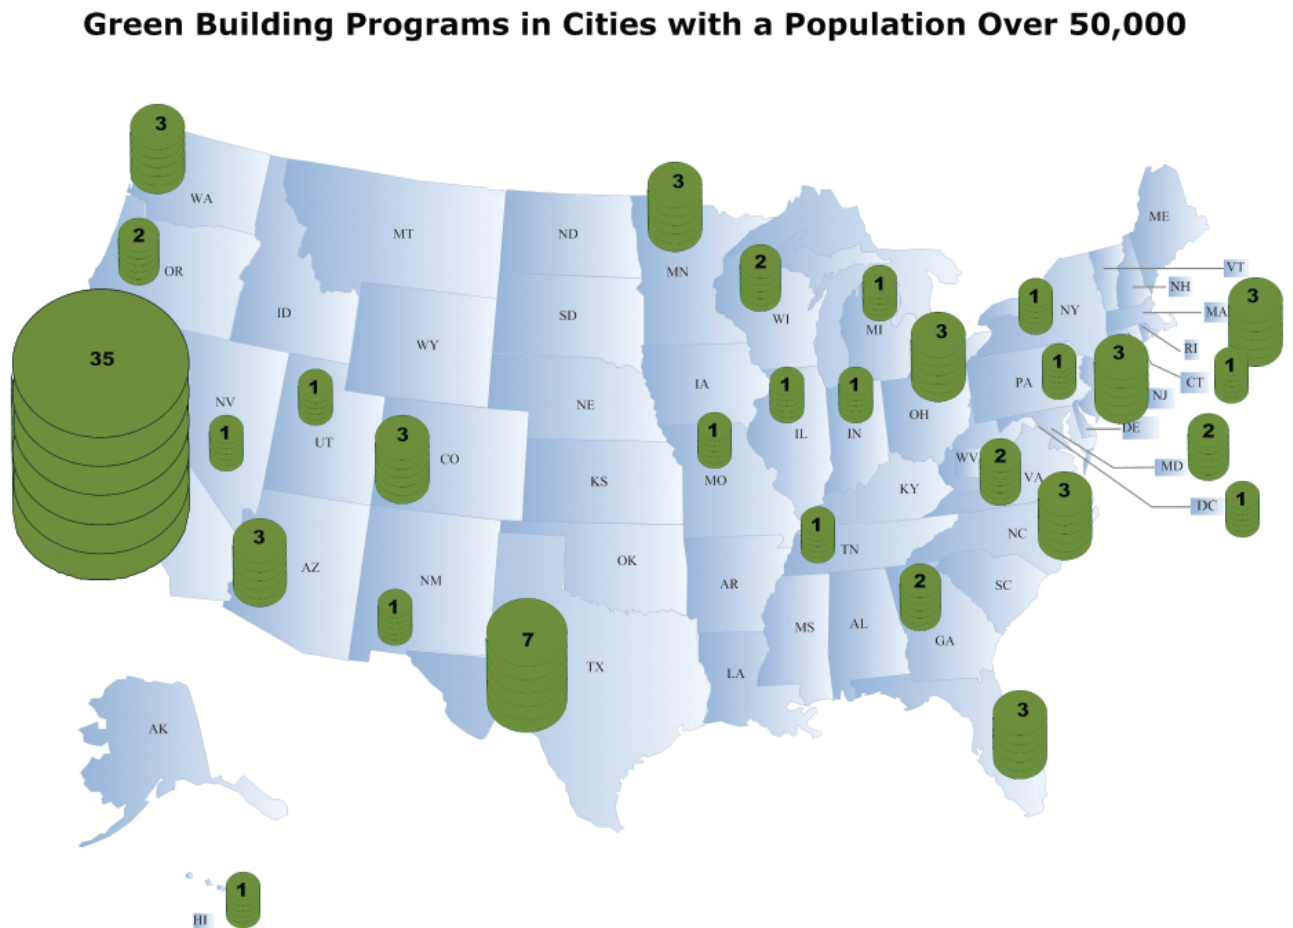 Green Building Programs in Cities with a Population Over 50,000
3
WA
2
OR
35
MT
ID
WY
NV
1
1
UT
3
CO
3
AZ
NM
1
ND
SD
NE
KS
OK
7
TX
3
MN
2
WI
1
MI
IA
1
MO
1
IL
1
IN
3
OH
KY
1
TN
AR
LA
MS
AL
2
GA
3
SC
3
NC
WV
2
VA
1
NY
1
PA
3
NJ
ME
VT
NH
MA
3
RI
CT
1
DE
MD
2
DC
1
AK
1
HI